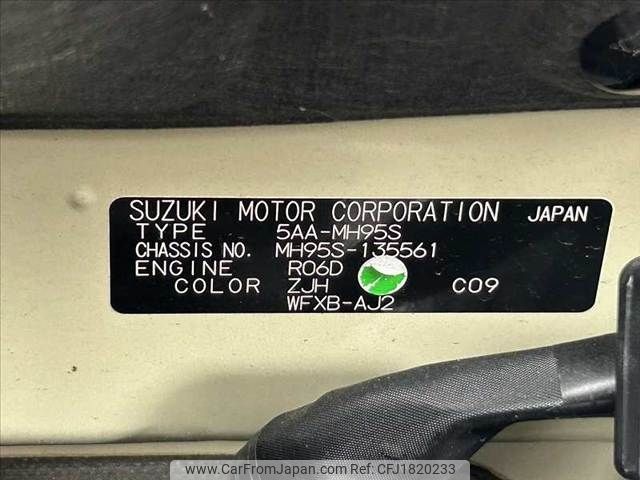 SUZUKI MOTOR CORPORATION JAPAN
TYPE 5AA-MH95S
CHASSIS NO. MH95S-135561
ENGINE R06D
COLOR ZJH C09
WFXB-AJ2
www.CarFromJapan.com REF No: CFJ1820233